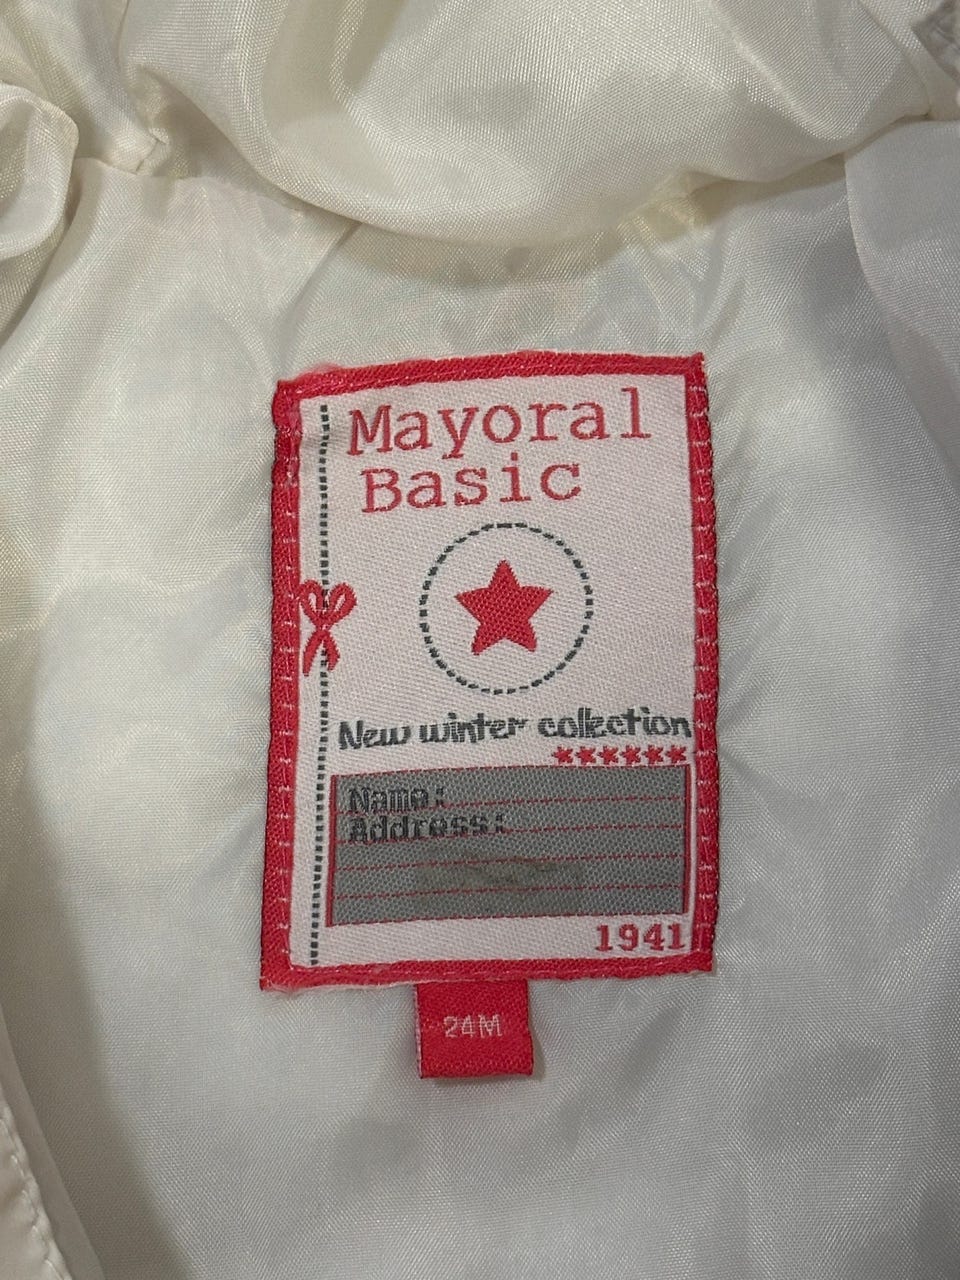 Mayoral
Basic
New winter collection
Name:
Address:
1941
24M